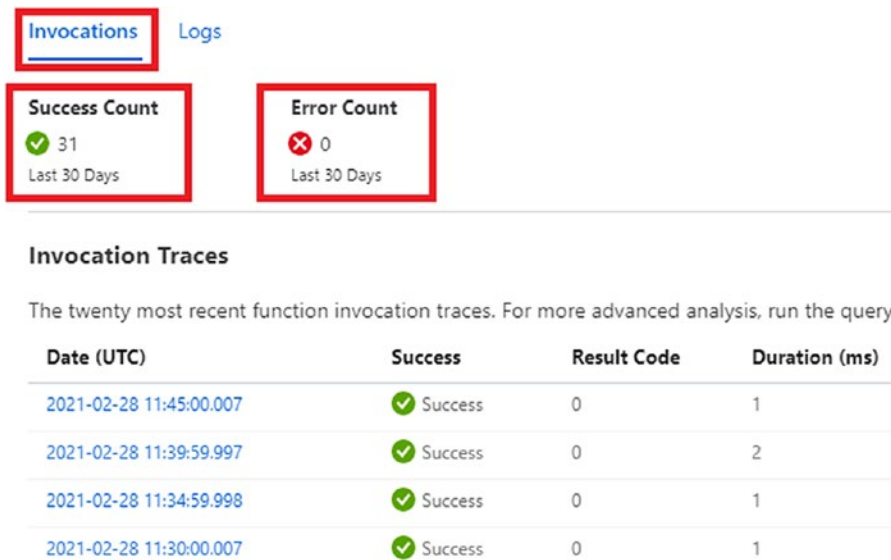 Invocations Logs
Success Count Error Count
31 0
Last 30 Days Last 30 Days
Invocation Traces
The twenty most recent function invocation traces. For more advanced analysis, run the query
Date (UTC) Success Result Code Duration (ms)
2021-02-28 11:45:00.007 Success 0 1
2021-02-28 11:39:59.997 Success 0 2
2021-02-28 11:34:59.998 Success 0 1
2021-02-28 11:30:00.007 Success 0 1